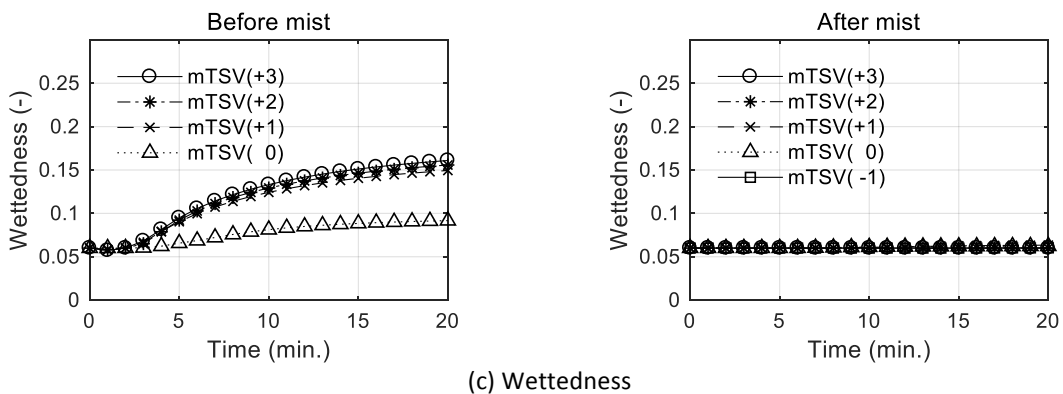 Before mist
Wettedness (-)
0.25
0.2
0.15
0.1
0.05
0
mTSV(+3)
mTSV(+2)
mTSV(+1)
mTSV( 0)
0 5 10 15 20
Time (min.)
After mist
Wettedness (-)
0.25
0.2
0.15
0.1
0.05
0
mTSV(+3)
mTSV(+2)
mTSV(+1)
mTSV( 0)
mTSV( -1)
0 5 10 15 20
Time (min.)
(c) Wettedness